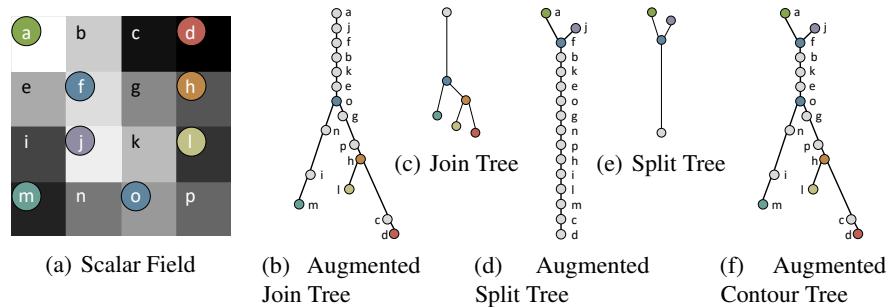 a b c d
e f g h
i j k l
m n o p
(a) Scalar Field
a
j
f
b
k
e
o
g
n
p
h
i
l
m
c
d
(b) Augmented
Join Tree
(c) Join Tree
a
j
f
b
k
e
o
g
n
p
h
i
l
m
c
d
(d) Augmented
Split Tree
(e) Split Tree
a
j
f
b
k
e
o
g
n
p
h
i
l
m
c
d
(f) Augmented
Contour Tree